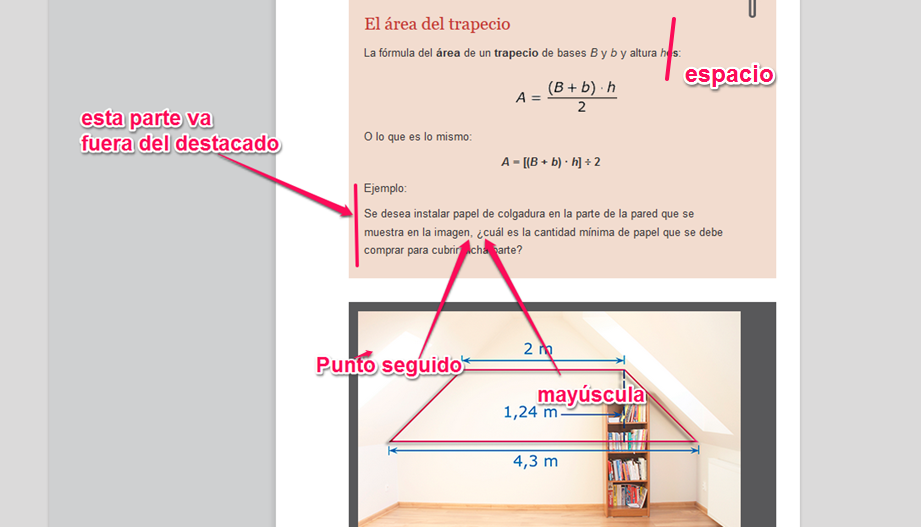 El área del trapecio
La fórmula del área de un trapecio de bases B y b y altura hes:
espacio
A = (B + b) · h / 2
esta parte va
fuera del destacado
O lo que es lo mismo:
A = [(B + b) · h] ÷ 2
Ejemplo:
Se desea instalar papel de colgadura en la parte de la pared que se
muestra en la imagen, ¿cuál es la cantidad mínima de papel que se debe
comprar para cubrir dicha parte?
Punto seguido
mayúscula
2 m
1,24 m
4,3 m